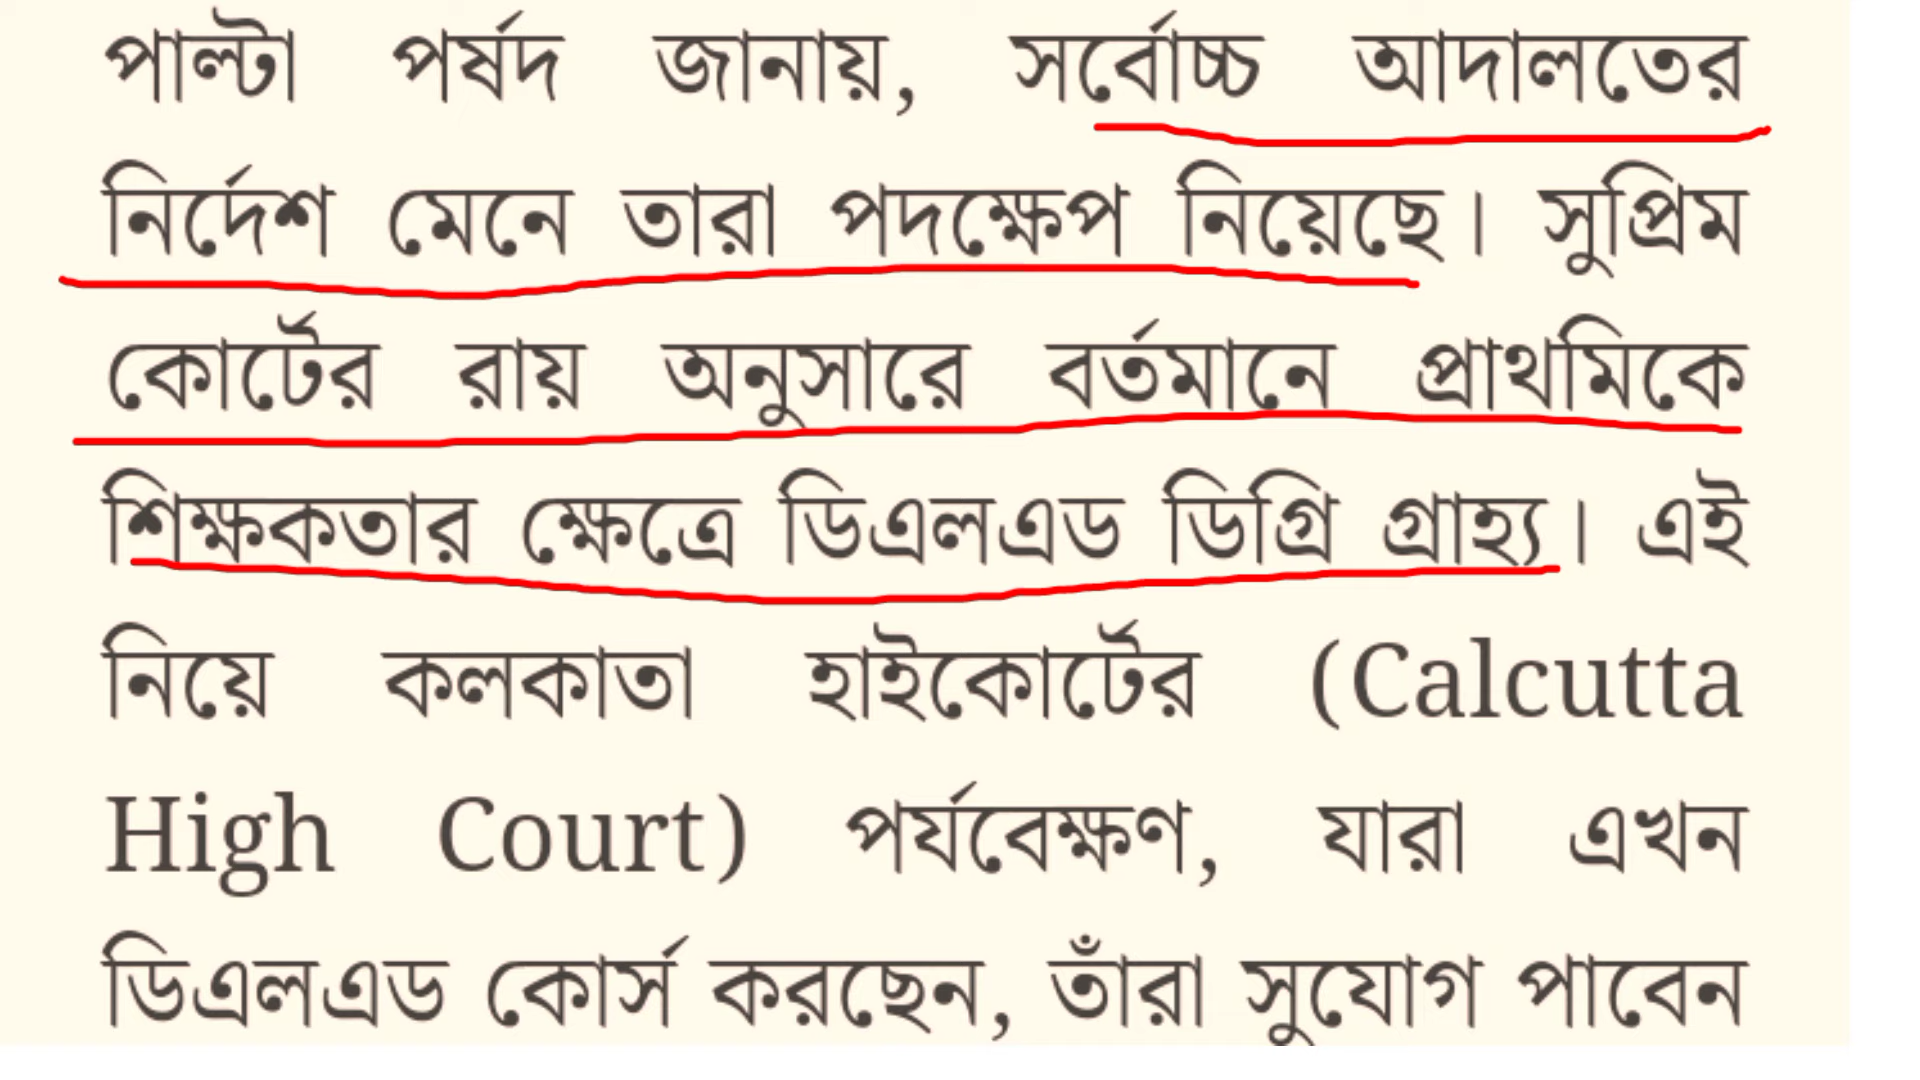 পাল্টা পর্ষদ জানায়, সর্বোচ্চ আদালতের
নির্দেশ মেনে তারা পদক্ষেপ নিয়েছে। সুপ্রিম
কোর্টের রায় অনুসারে বর্তমানে প্রাথমিকে
শিক্ষকতার ক্ষেত্রে ডিএলএড ডিগ্রি গ্রাহ্য। এই
নিয়ে কলকাতা হাইকোর্টের (Calcutta
High Court) পর্যবেক্ষণ, যারা এখন
ডিএলএড কোর্স করছেন, তাঁরা সুযোগ পাবেন